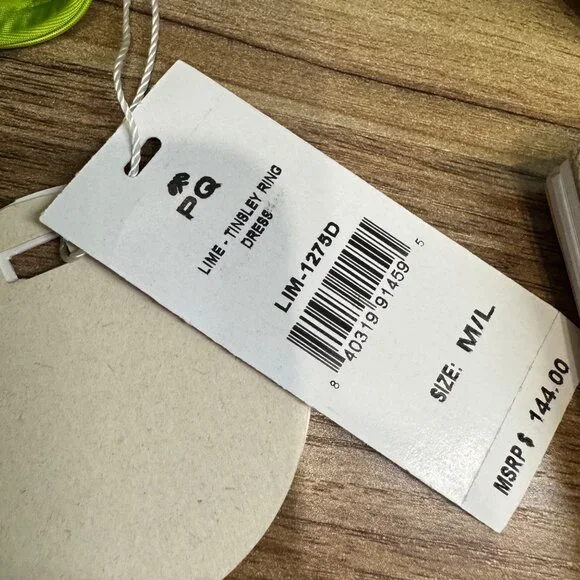 PQ
LIME - TINSLEY RING
DRESS
LIM-1275D
8 40319 91459 5
SIZE: M/L
MSRP $ 144.00